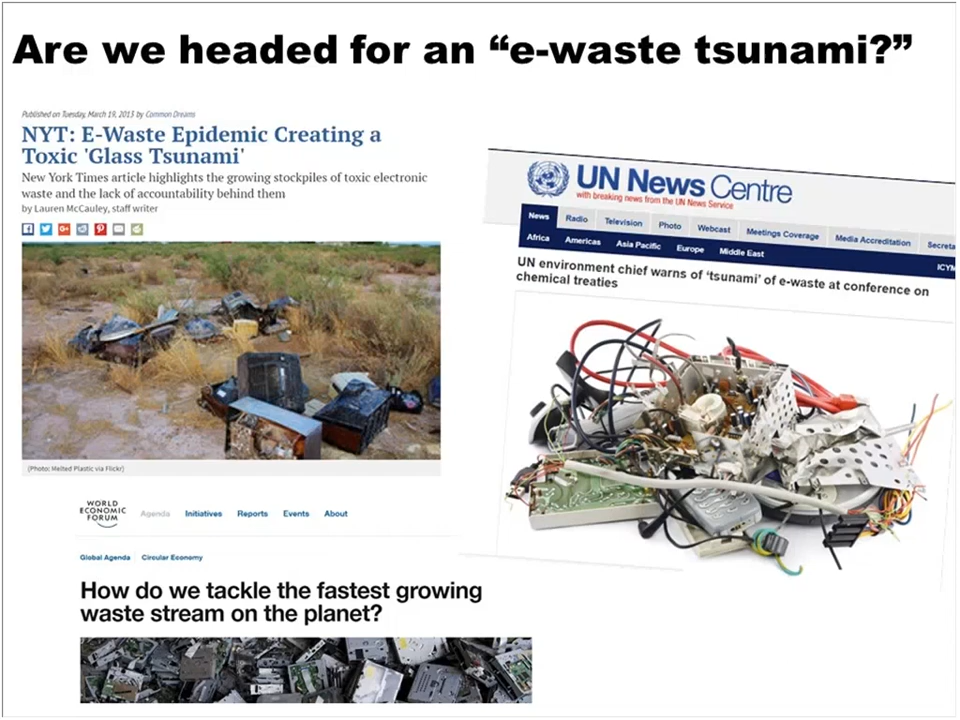 Are we headed for an “e-waste tsunami?”
Published on Tuesday, March 19, 2013 by Common Dreams
NYT: E-Waste Epidemic Creating a
Toxic 'Glass Tsunami'
New York Times article highlights the growing stockpiles of toxic electronic
waste and the lack of accountability behind them
by Lauren McCauley, staff writer
(Photo: Melted Plastic via Flickr)
UN News Centre
with breaking news from the UN News Service
News Radio Television Photo Webcast Meetings Coverage Media Accreditation Secreta
Africa Americas Asia Pacific Europe Middle East
ICYM
UN environment chief warns of ‘tsunami’ of e-waste at conference on
chemical treaties
WORLD
ECONOMIC
FORUM
Agenda Initiatives Reports Events About
Global Agenda Circular Economy
How do we tackle the fastest growing
waste stream on the planet?